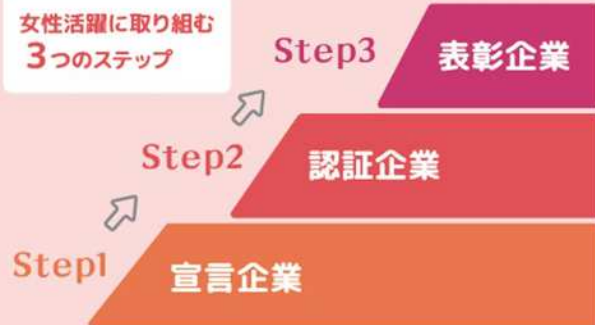 女性活躍に取り組む
3つのステップ
Step3
表彰企業
Step2
認証企業
Step1
宣言企業